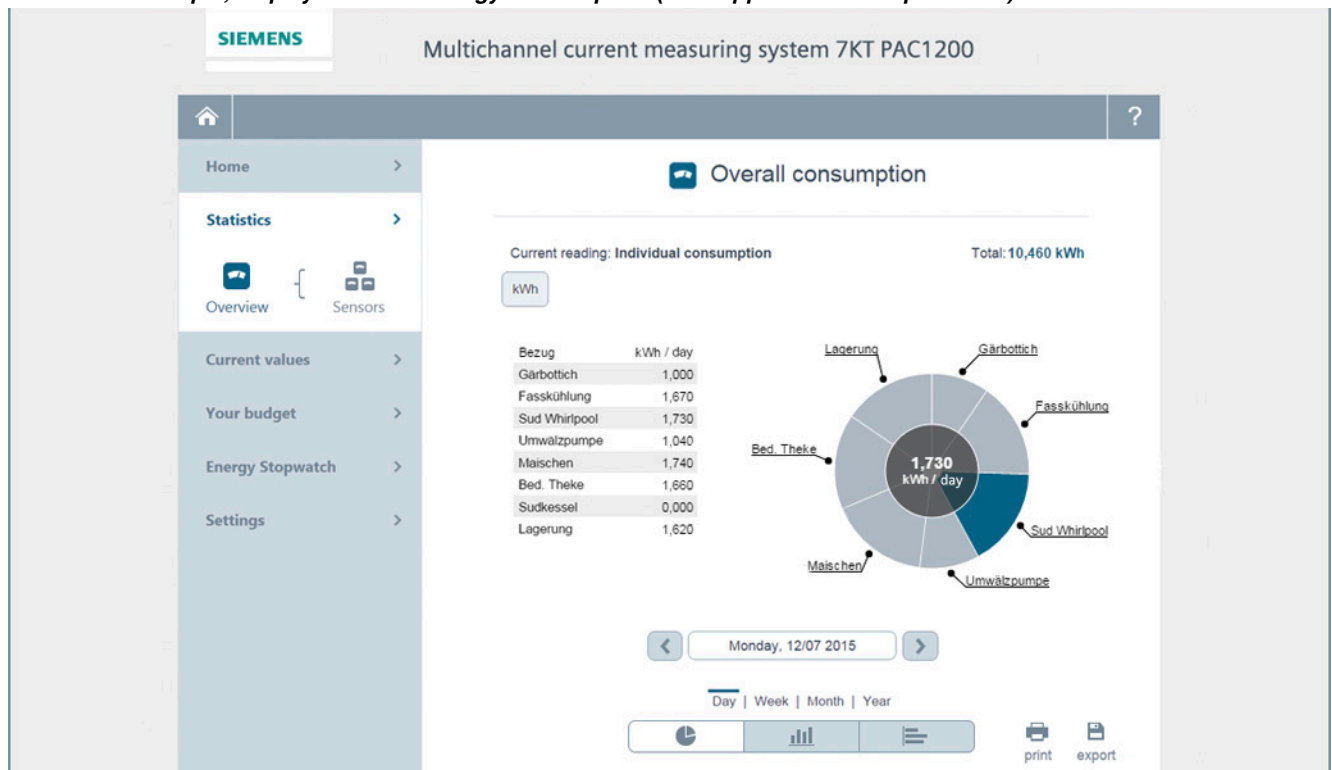 SIEMENS
Multichannel current measuring system 7KT PAC1200
?
Home
Statistics
Overview
Sensors
Current values
Your budget
Energy Stopwatch
Settings
Overall consumption
Current reading: Individual consumption
Total: 10,460 kWh
kWh
Bezug kWh / day
Gärbottich 1,000
Fasskühlung 1,670
Sud Whirlpool 1,730
Umwälzpumpe 1,040
Maischen 1,740
Bed. Theke 1,660
Sudkessel 0,000
Lagerung 1,620
Lagerung
Gärbottich
Fasskühlung
Bed. Theke
1,730
kWh / day
Sud Whirlpool
Maischen
Umwälzpumpe
Monday, 12/07 2015
Day | Week | Month | Year
print
export